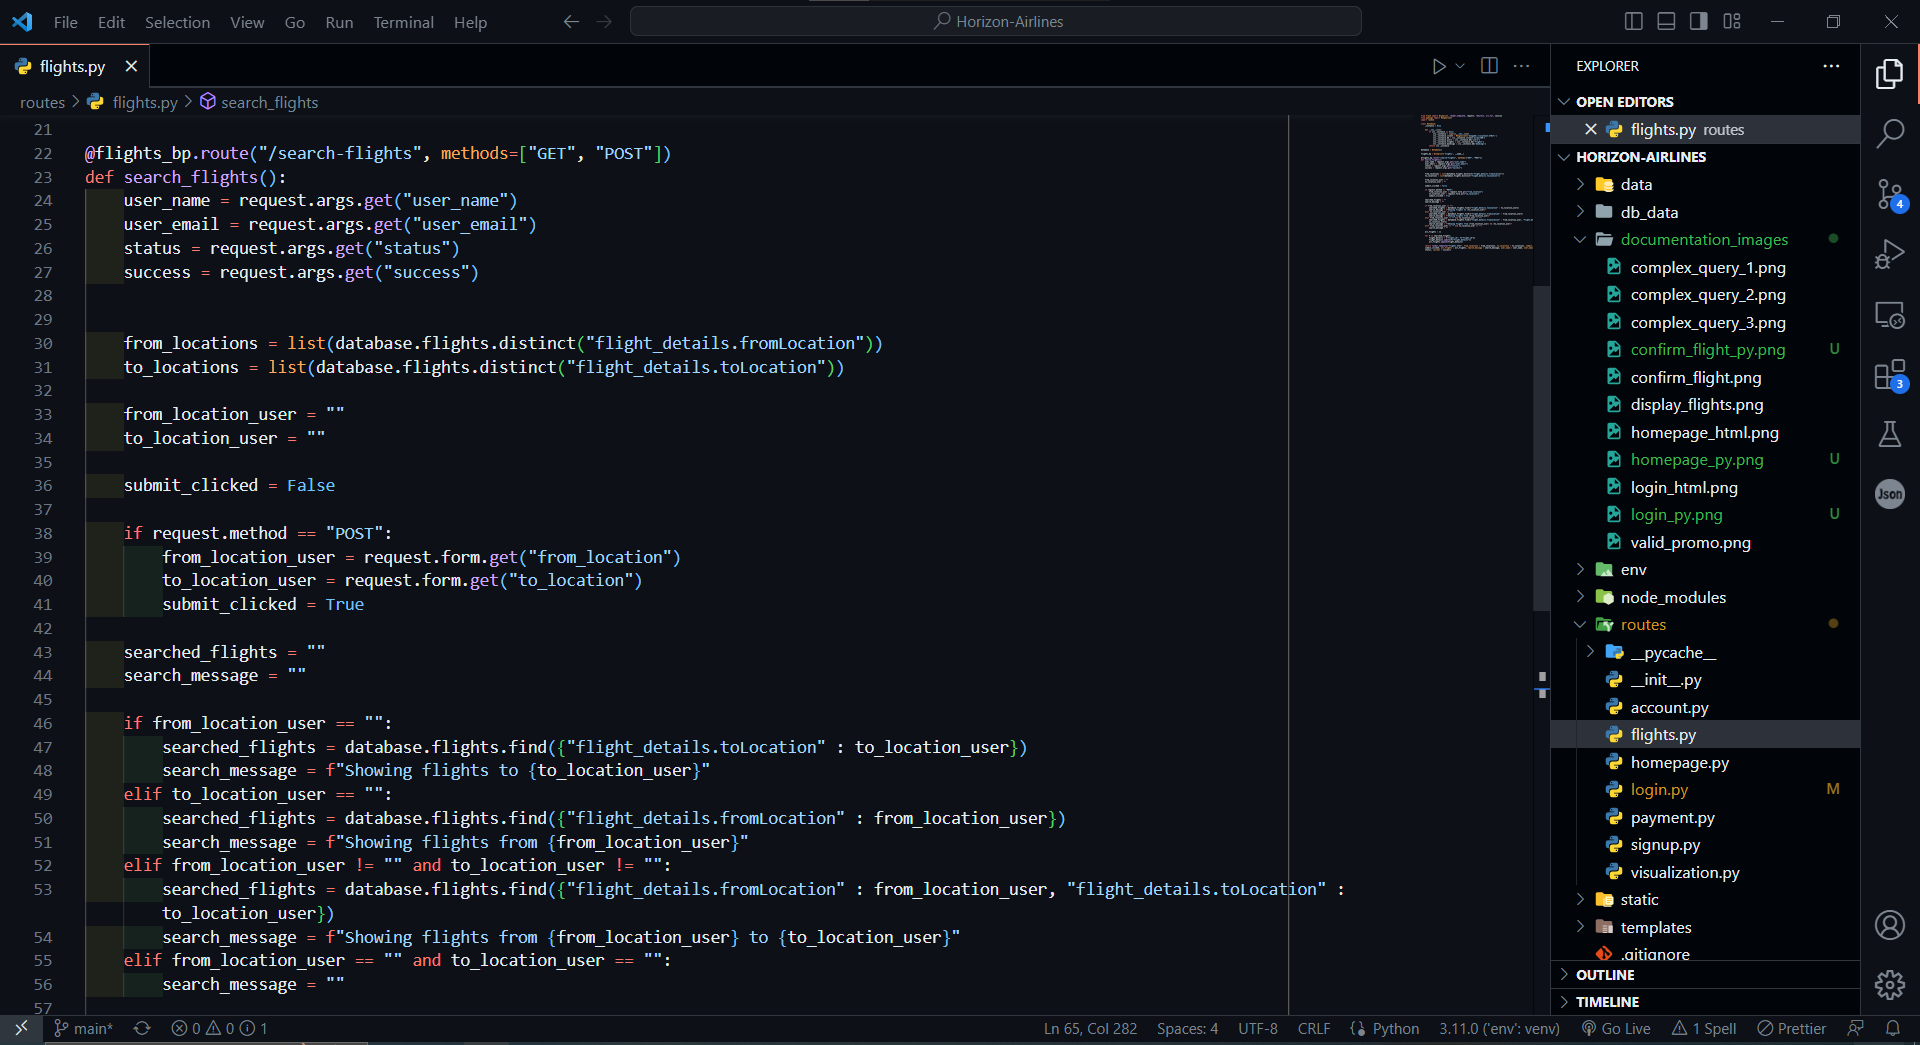 File Edit Selection View Go Run Terminal Help
Horizon-Airlines
flights.py
routes > flights.py > search_flights
21
22 @flights_bp.route("/search-flights", methods=["GET", "POST"])
23 def search_flights():
24 user_name = request.args.get("user_name")
25 user_email = request.args.get("user_email")
26 status = request.args.get("status")
27 success = request.args.get("success")
28
29
30 from_locations = list(database.flights.distinct("flight_details.fromLocation"))
31 to_locations = list(database.flights.distinct("flight_details.toLocation"))
32
33 from_location_user = ""
34 to_location_user = ""
35
36 submit_clicked = False
37
38 if request.method == "POST":
39 from_location_user = request.form.get("from_location")
40 to_location_user = request.form.get("to_location")
41 submit_clicked = True
42
43 searched_flights = ""
44 search_message = ""
45
46 if from_location_user == "":
47 searched_flights = database.flights.find({"flight_details.toLocation" : to_location_user})
48 search_message = f"Showing flights to {to_location_user}"
49 elif to_location_user == "":
50 searched_flights = database.flights.find({"flight_details.fromLocation" : from_location_user})
51 search_message = f"Showing flights from {from_location_user}"
52 elif from_location_user != "" and to_location_user != "":
53 searched_flights = database.flights.find({"flight_details.fromLocation" : from_location_user, "flight_details.toLocation" :
to_location_user})
54 search_message = f"Showing flights from {from_location_user} to {to_location_user}"
55 elif from_location_user == "" and to_location_user == "":
56 search_message = ""
57
EXPLORER
OPEN EDITORS
flights.py routes
HORIZON-AIRLINES
data
db_data
documentation_images
complex_query_1.png
complex_query_2.png
complex_query_3.png
confirm_flight_py.png U
confirm_flight.png
display_flights.png
homepage_html.png
homepage_py.png U
login_html.png
login_py.png U
valid_promo.png
env
node_modules
routes
__pycache__
__init__.py
account.py
flights.py
homepage.py
login.py M
payment.py
signup.py
visualization.py
static
templates
.gitignore
OUTLINE
TIMELINE
4
3
Json
main* 0 0 1
Ln 65, Col 282 Spaces: 4 UTF-8 CRLF {} Python 3.11.0 ('env': venv) Go Live 1 Spell Prettier